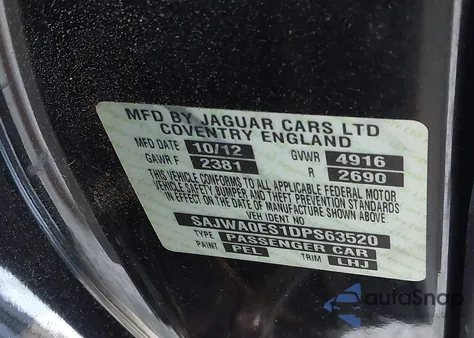 MFD BY JAGUAR CARS LTD
COVENTRY ENGLAND
MFD DATE 10/12 GVWR 4916
GAWR F 2381 R 2690
THIS VEHICLE CONFORMS TO ALL APPLICABLE FEDERAL MOTOR
VEHICLE SAFETY, BUMPER AND THEFT PREVENTION STANDARDS
IN EFFECT ON THE DATE OF MANUFACTURE SHOWN ABOVE.
VEH IDENT NO
SAJWA0ES1DPS63520
TYPE PASSENGER CAR
PAINT PEL TRIM LHJ
autoSnap